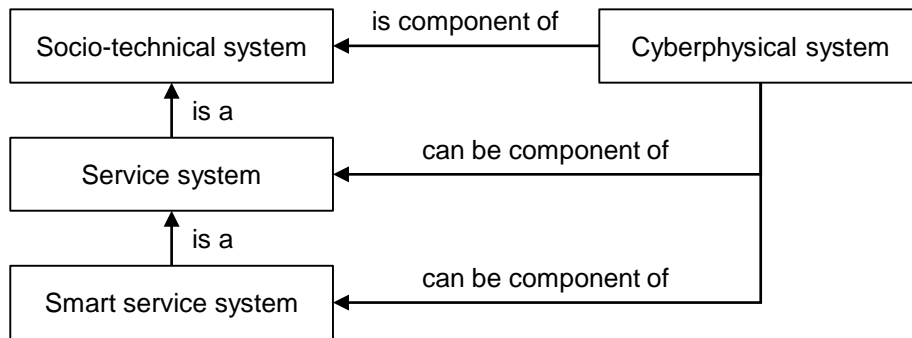 is component of
Socio-technical system
Cyberphysical system
is a
can be component of
Service system
is a
can be component of
Smart service system